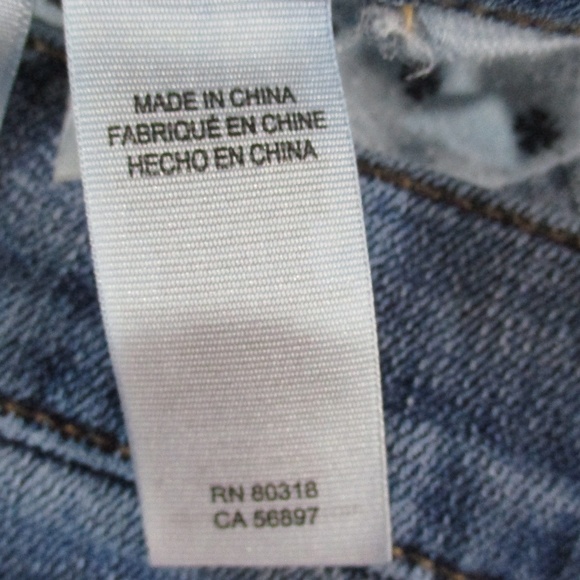 MADE IN CHINA
FABRIQUÉ EN CHINE
HECHO EN CHINA
RN 80318
CA 56897